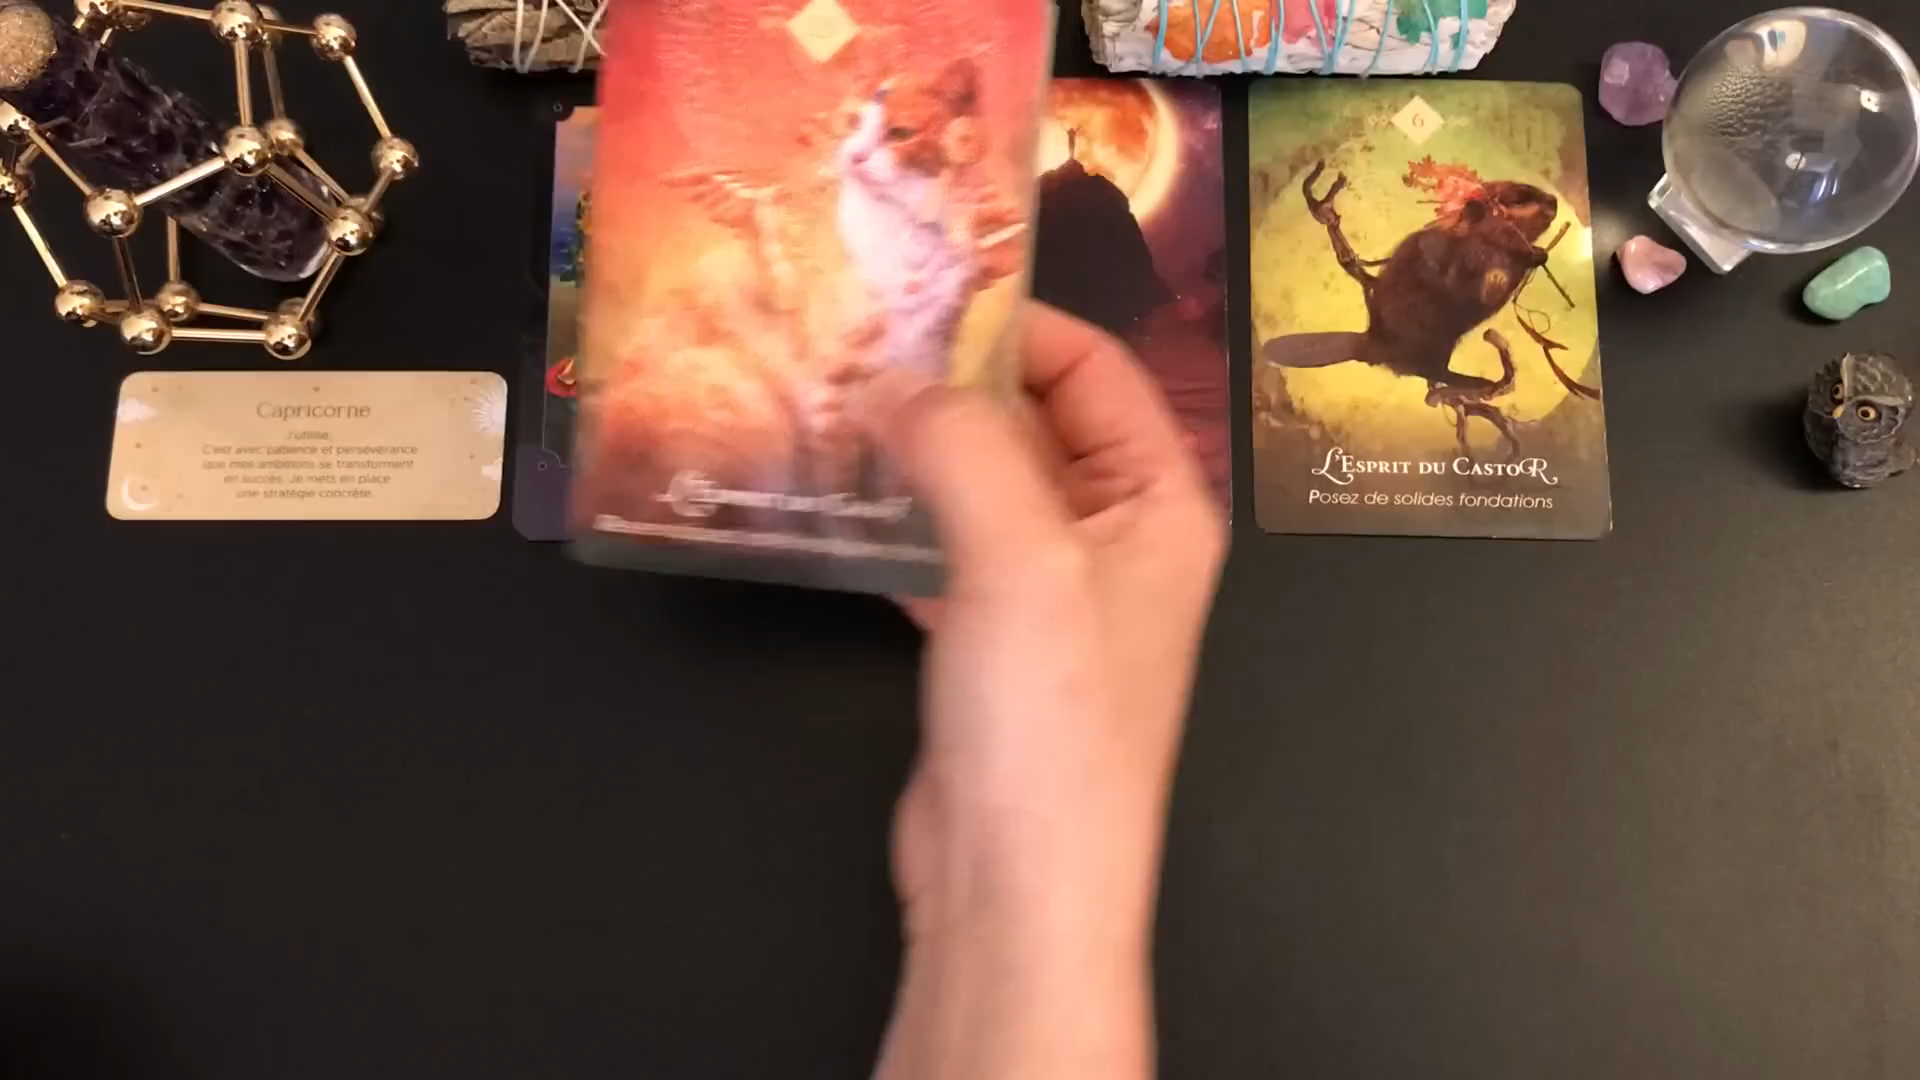 Capricorne
J'utilise.
C'est avec patience et persévérance
que mes ambitions se transforment
en succès. Je mets en place
une stratégie concrète.
6
L'Esprit du Castor
Posez de solides fondations